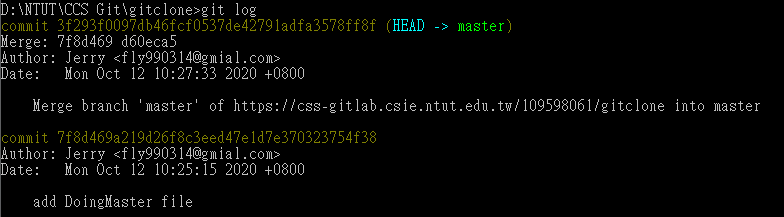 D:\NTUT\CCS Git\gitclone>git log
commit 3f293f0097db46fcf0537de42791adfa3578ff8f (HEAD -> master)
Merge: 7f8d469 d60eca5
Author: Jerry <fly990314@gmial.com>
Date:   Mon Oct 12 10:27:33 2020 +0800
    Merge branch 'master' of https://css-gitlab.csie.ntut.edu.tw/109598061/gitclone into master
commit 7f8d469a219d26f8c3eed47e1d7e370323754f38
Author: Jerry <fly990314@gmial.com>
Date:   Mon Oct 12 10:25:15 2020 +0800
    add DoingMaster file